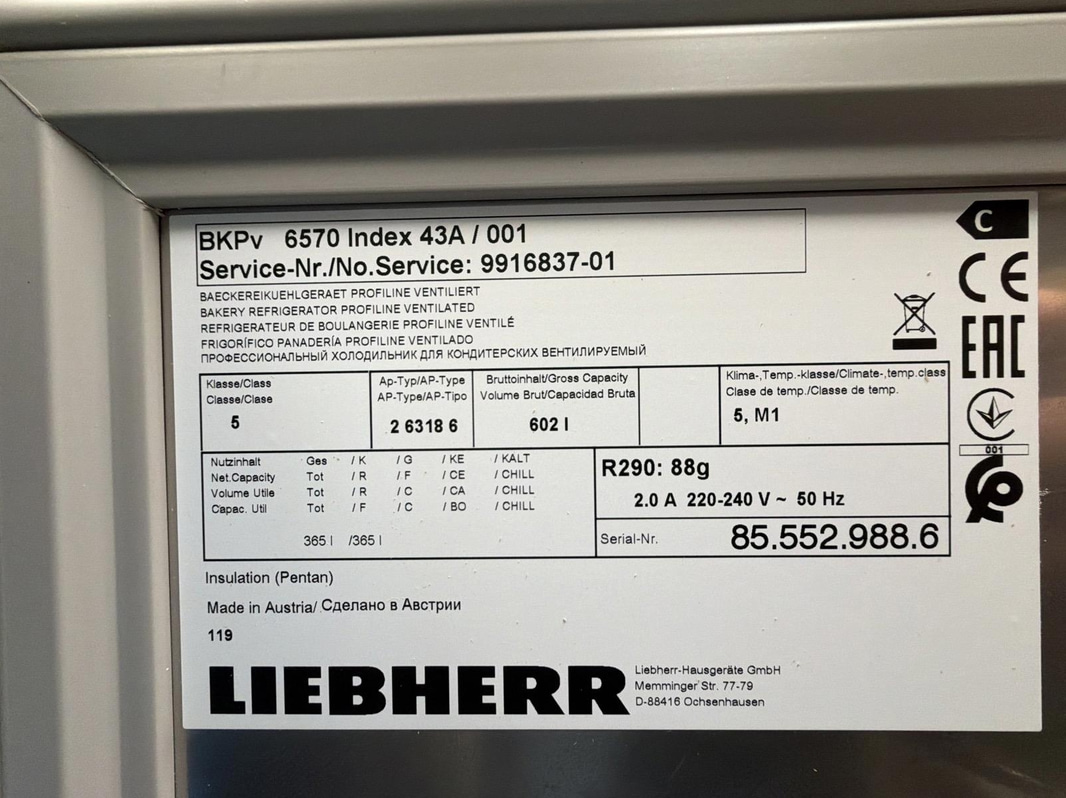 BKPv 6570 Index 43A / 001
Service-Nr./No.Service: 9916837-01
BAECKEREIKUEHLGERAET PROFILINE VENTILIERT
BAKERY REFRIGERATOR PROFILINE VENTILATED
REFRIGERATEUR DE BOULANGERIE PROFILINE VENTILÉ
FRIGORÍFICO PANADERÍA PROFILINE VENTILADO
ПРОФЕССИОНАЛЬНЫЙ ХОЛОДИЛЬНИК ДЛЯ КОНДИТЕРСКИХ ВЕНТИЛИРУЕМЫЙ
C
CE
EAC
001
Klasse/Class
Classe/Clase
5
Ap-Typ/AP-Type
AP-Type/AP-Tipo
2 6318 6
Bruttoinhalt/Gross Capacity
Volume Brut/Capacidad Bruta
602 l
Klima-,Temp.-klasse/Climate-,temp.class
Clase de temp./Classe de temp.
5, M1
Nutzinhalt Ges / K / G / KE / KALT
Net.Capacity Tot / R / F / CE / CHILL
Volume Utile Tot / R / C / CA / CHILL
Capac. Util Tot / F / C / BO / CHILL
365 l /365 l
R290: 88g
2.0 A 220-240 V ~ 50 Hz
Serial-Nr. 85.552.988.6
Insulation (Pentan)
Made in Austria/ Сделано в Австрии
119
LIEBHERR
Liebherr-Hausgeräte GmbH
Memminger Str. 77-79
D-88416 Ochsenhausen